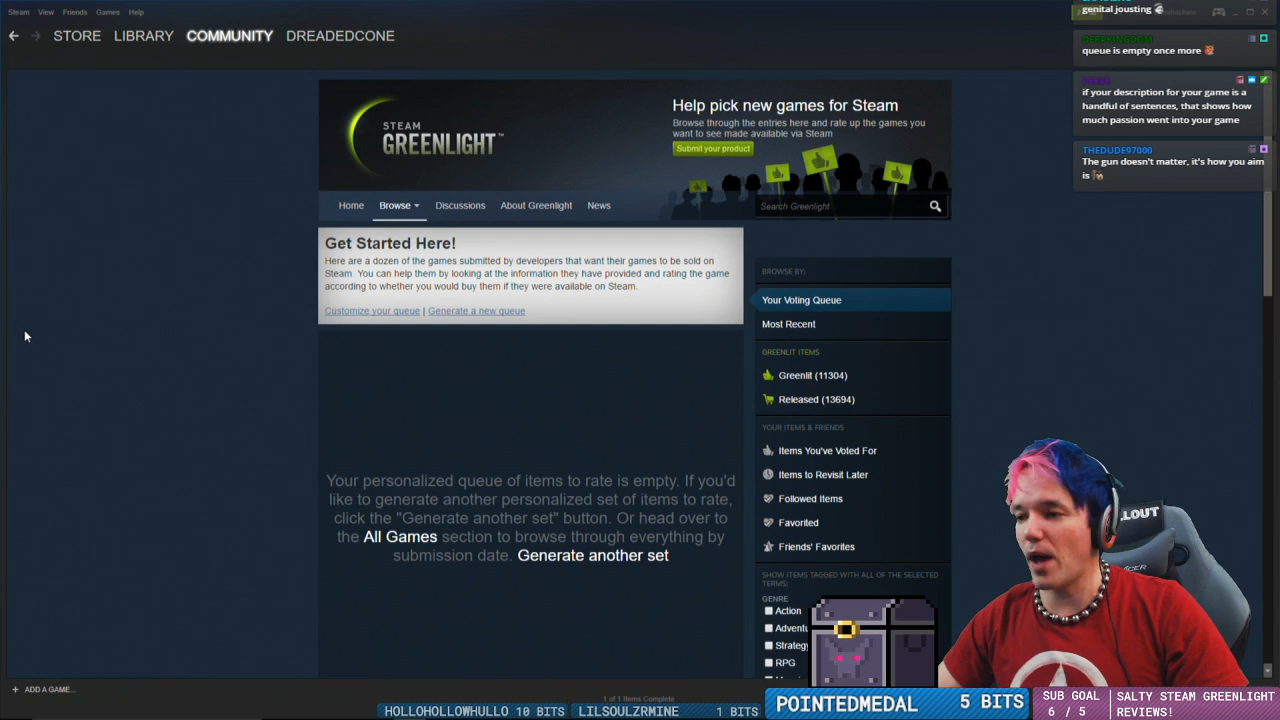 Steam View Friends Games Help
STORE LIBRARY COMMUNITY DREADEDCONE
genital jousting
queue is empty once more
if your description for your game is a
handful of sentences, that shows how
much passion went into your game
THEDUDE97000
The gun doesn't matter, it's how you aim
is
STEAM
GREENLIGHT™
Help pick new games for Steam
Browse through the entries here and rate up the games you
want to see made available via Steam
Submit your product
Home Browse Discussions About Greenlight News
Search Greenlight
Get Started Here!
Here are a dozen of the games submitted by developers that want their games to be sold on
Steam. You can help them by looking at the information they have provided and rating the game
according to whether you would buy them if they were available on Steam.
Customize your queue | Generate a new queue
Your personalized queue of items to rate is empty. If you'd
like to generate another personalized set of items to rate,
click the "Generate another set" button. Or head over to
the All Games section to browse through everything by
submission date. Generate another set
BROWSE BY:
Your Voting Queue
Most Recent
GREENLIT ITEMS
Greenlit (11304)
Released (13694)
YOUR ITEMS & FRIENDS
Items You've Voted For
Items to Revisit Later
Followed Items
Favorited
Friends' Favorites
SHOW ITEMS TAGGED WITH ALL OF THE SELECTED
TERMS:
GENRE
Action
Adventu
Strategy
RPG
+ ADD A GAME...
1 of 1 Items Complete
HOLLOHOLLOWHULLO 10 BITS LILSOULZRMINE 1 BITS
POINTEDMEDAL 5 BITS
SUB GOAL
6 / 5
SALTY STEAM GREENLIGHT
REVIEWS!